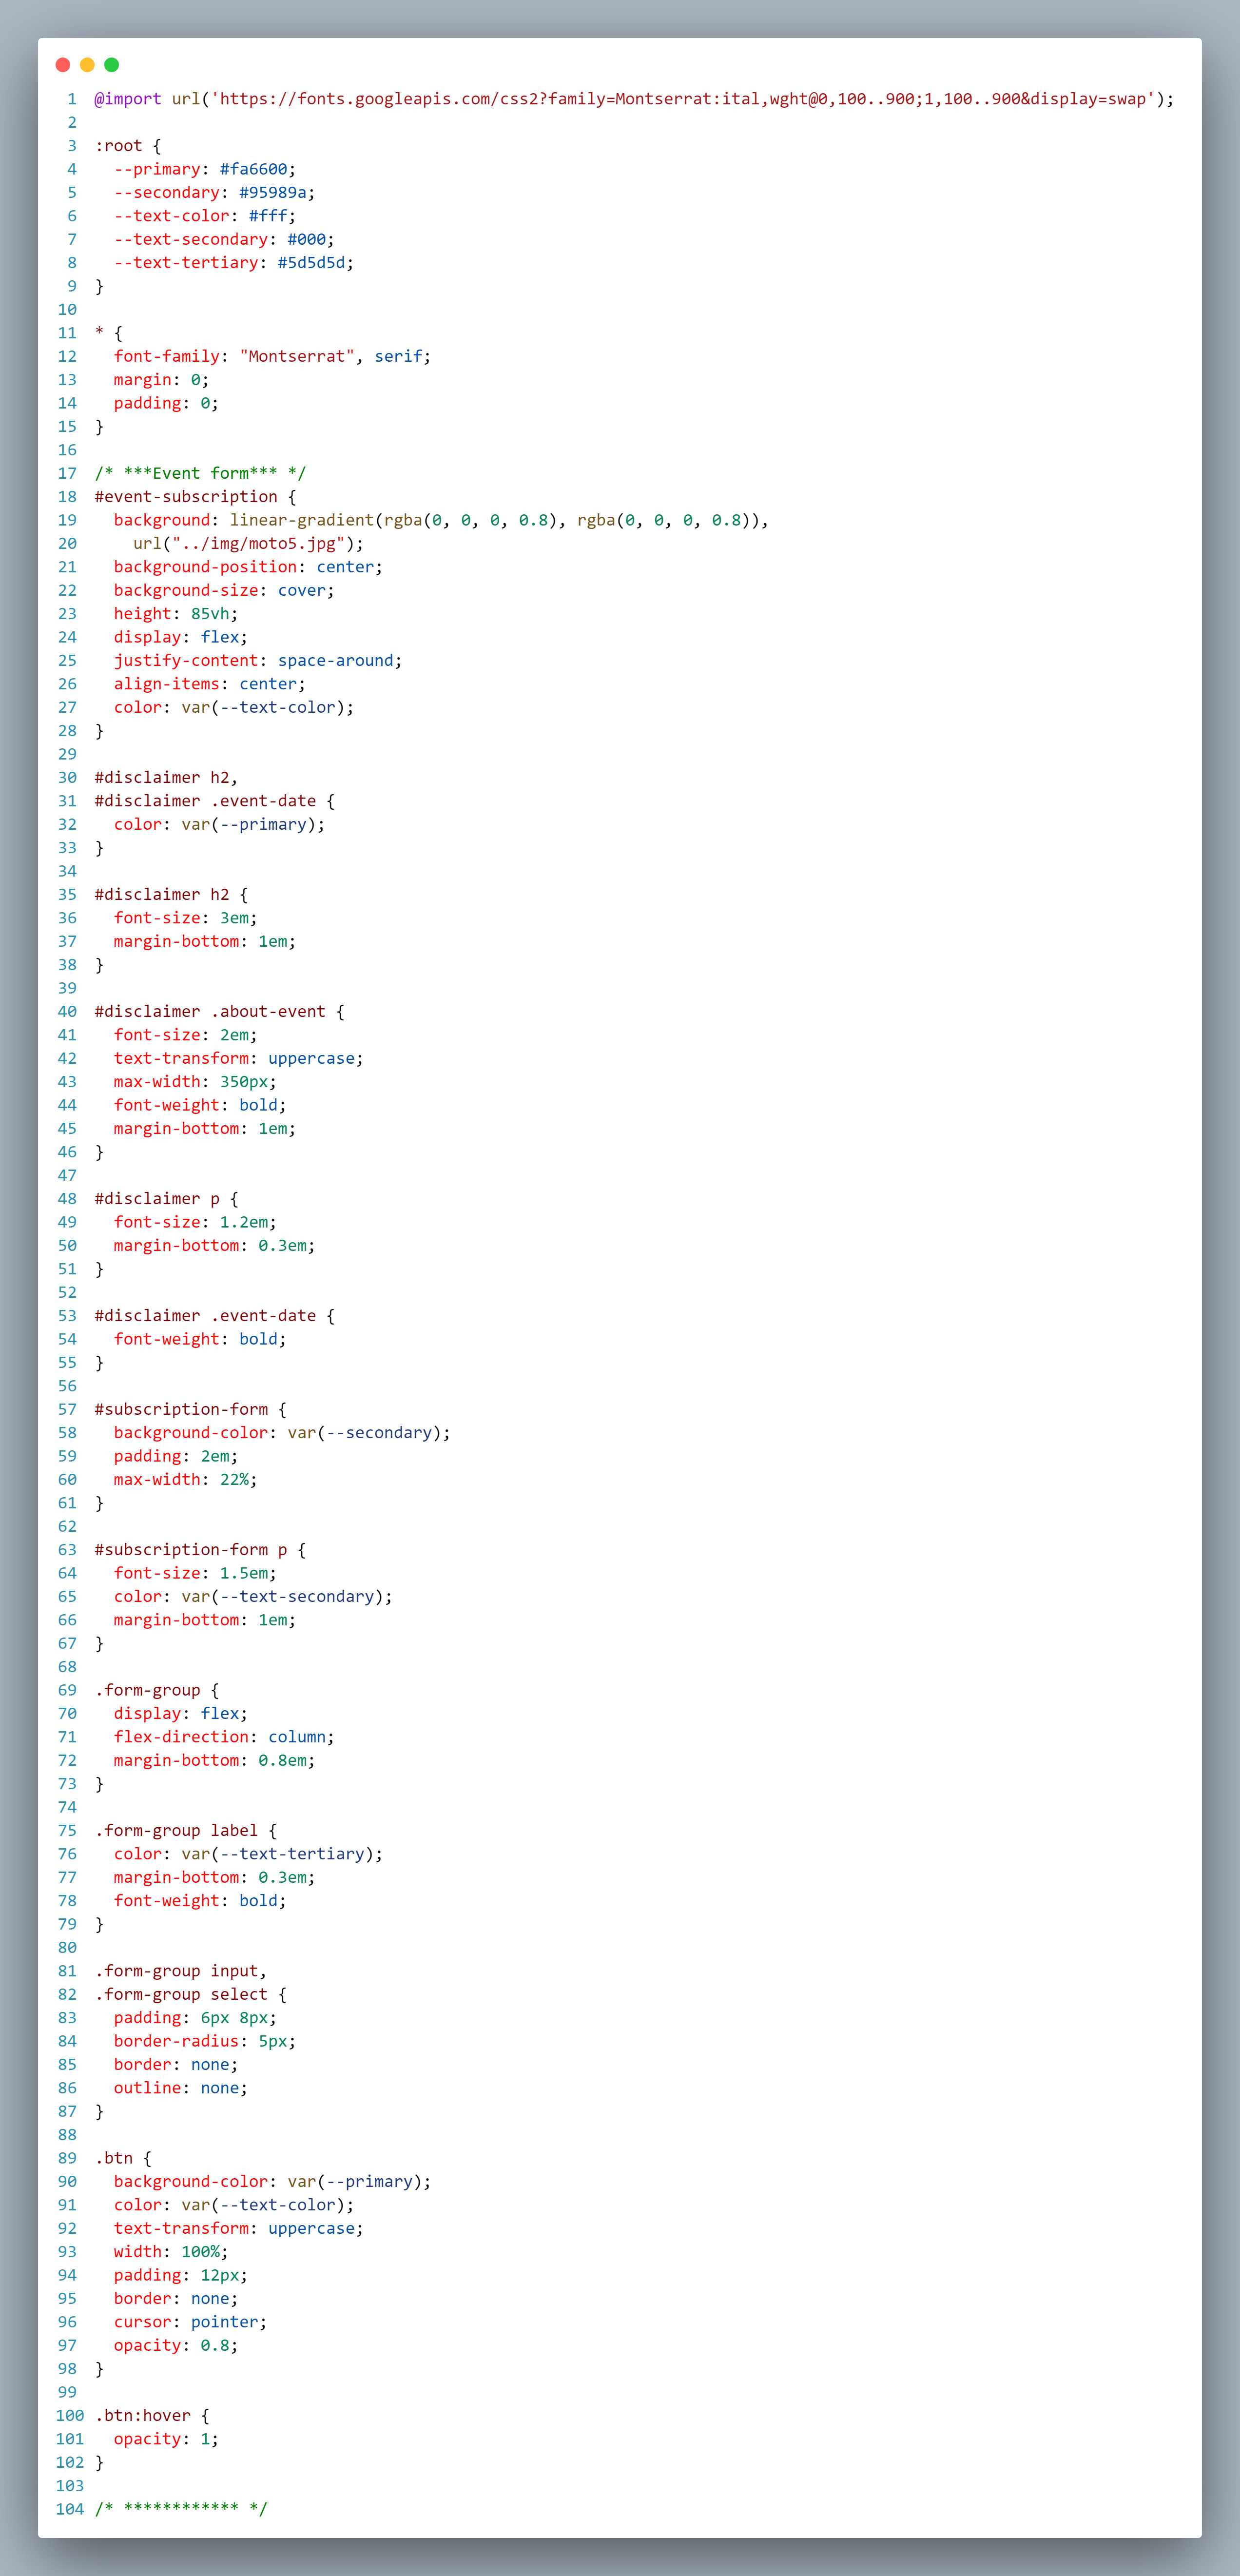 1 @import url('https://fonts.googleapis.com/css2?family=Montserrat:ital,wght@0,100..900;1,100..900&display=swap');
2
3 :root {
4   --primary: #fa6600;
5   --secondary: #95989a;
6   --text-color: #fff;
7   --text-secondary: #000;
8   --text-tertiary: #5d5d5d;
9 }
10
11 * {
12   font-family: "Montserrat", serif;
13   margin: 0;
14   padding: 0;
15 }
16
17 /* ***Event form*** */
18 #event-subscription {
19   background: linear-gradient(rgba(0, 0, 0, 0.8), rgba(0, 0, 0, 0.8)),
20     url("../img/moto5.jpg");
21   background-position: center;
22   background-size: cover;
23   height: 85vh;
24   display: flex;
25   justify-content: space-around;
26   align-items: center;
27   color: var(--text-color);
28 }
29
30 #disclaimer h2,
31 #disclaimer .event-date {
32   color: var(--primary);
33 }
34
35 #disclaimer h2 {
36   font-size: 3em;
37   margin-bottom: 1em;
38 }
39
40 #disclaimer .about-event {
41   font-size: 2em;
42   text-transform: uppercase;
43   max-width: 350px;
44   font-weight: bold;
45   margin-bottom: 1em;
46 }
47
48 #disclaimer p {
49   font-size: 1.2em;
50   margin-bottom: 0.3em;
51 }
52
53 #disclaimer .event-date {
54   font-weight: bold;
55 }
56
57 #subscription-form {
58   background-color: var(--secondary);
59   padding: 2em;
60   max-width: 22%;
61 }
62
63 #subscription-form p {
64   font-size: 1.5em;
65   color: var(--text-secondary);
66   margin-bottom: 1em;
67 }
68
69 .form-group {
70   display: flex;
71   flex-direction: column;
72   margin-bottom: 0.8em;
73 }
74
75 .form-group label {
76   color: var(--text-tertiary);
77   margin-bottom: 0.3em;
78   font-weight: bold;
79 }
80
81 .form-group input,
82 .form-group select {
83   padding: 6px 8px;
84   border-radius: 5px;
85   border: none;
86   outline: none;
87 }
88
89 .btn {
90   background-color: var(--primary);
91   color: var(--text-color);
92   text-transform: uppercase;
93   width: 100%;
94   padding: 12px;
95   border: none;
96   cursor: pointer;
97   opacity: 0.8;
98 }
99
100 .btn:hover {
101   opacity: 1;
102 }
103
104 /* ************ */